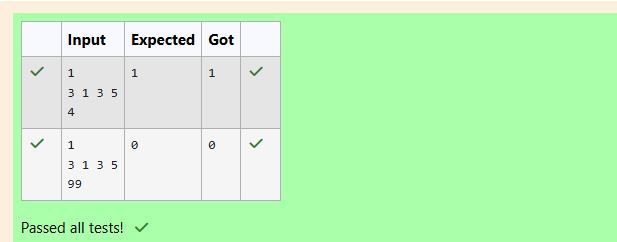 Input Expected Got
1 1 1
3 1 3 5
4
1 0 0
3 1 3 5
99
Passed all tests!